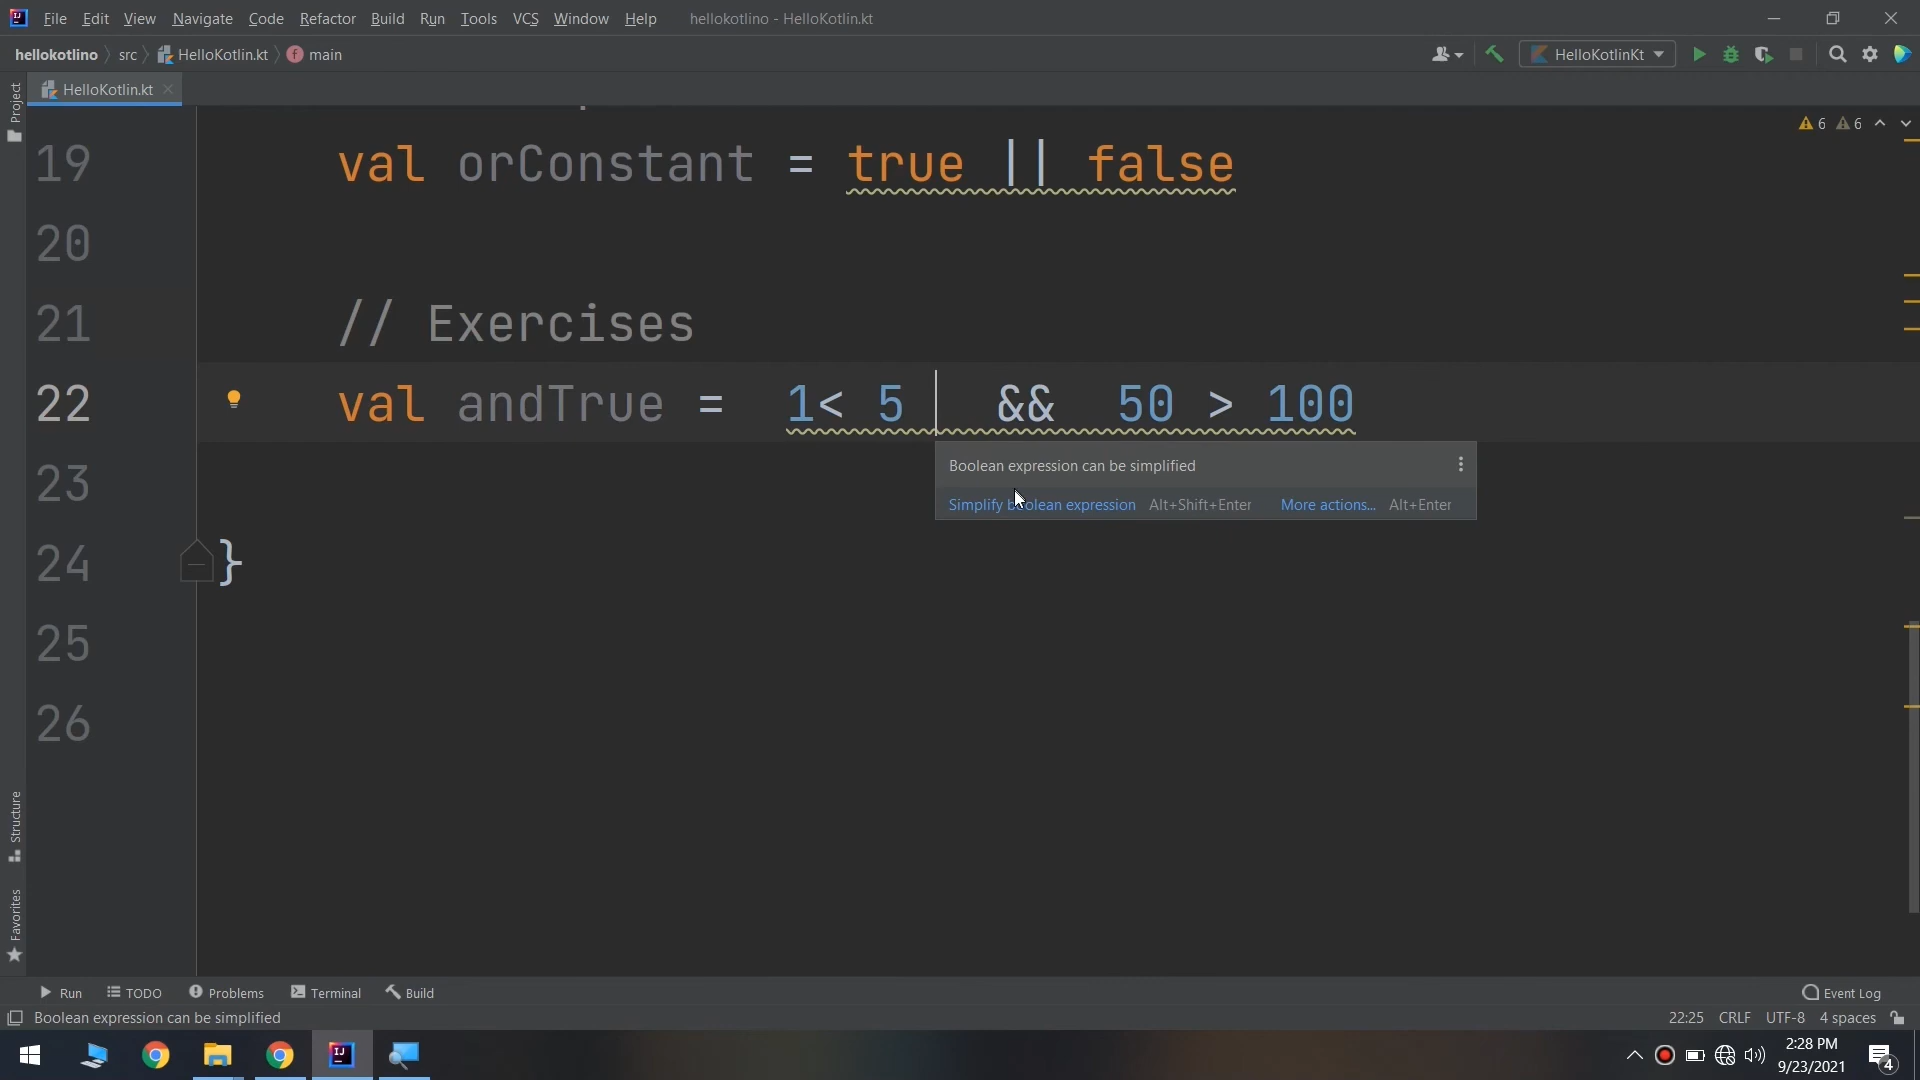 File Edit View Navigate Code Refactor Build Run Tools VCS Window Help hellokotlino - HelloKotlin.kt
hellokotlino src HelloKotlin.kt main HelloKotlinKt
HelloKotlin.kt
Project
6 6
19 val orConstant = true || false
20
21 // Exercises
22 val andTrue = 1< 5 && 50 > 100
Boolean expression can be simplified
Simplify boolean expression Alt+Shift+Enter More actions... Alt+Enter
23
24 }
25
26
Structure
Favorites
Run TODO Problems Terminal Build Event Log
Boolean expression can be simplified 22:25 CRLF UTF-8 4 spaces
2:28 PM
9/23/2021
4